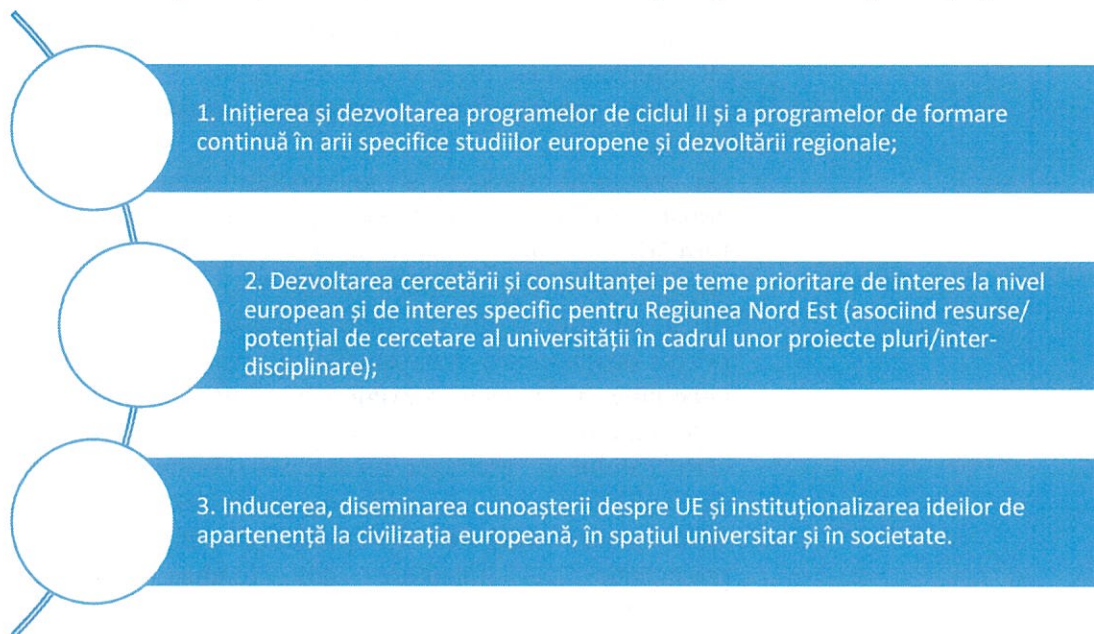 1. Inițierea și dezvoltarea programelor de ciclul II și a programelor de formare
continuă în arii specifice studiilor europene și dezvoltării regionale;
2. Dezvoltarea cercetării și consultanței pe teme prioritare de interes la nivel
european și de interes specific pentru Regiunea Nord Est (asociind resurse/
potențial de cercetare al universității în cadrul unor proiecte pluri/inter-
disciplinare);
3. Inducerea, diseminarea cunoașterii despre UE și instituționalizarea ideilor de
apartenență la civilizația europeană, în spațiul universitar și în societate.